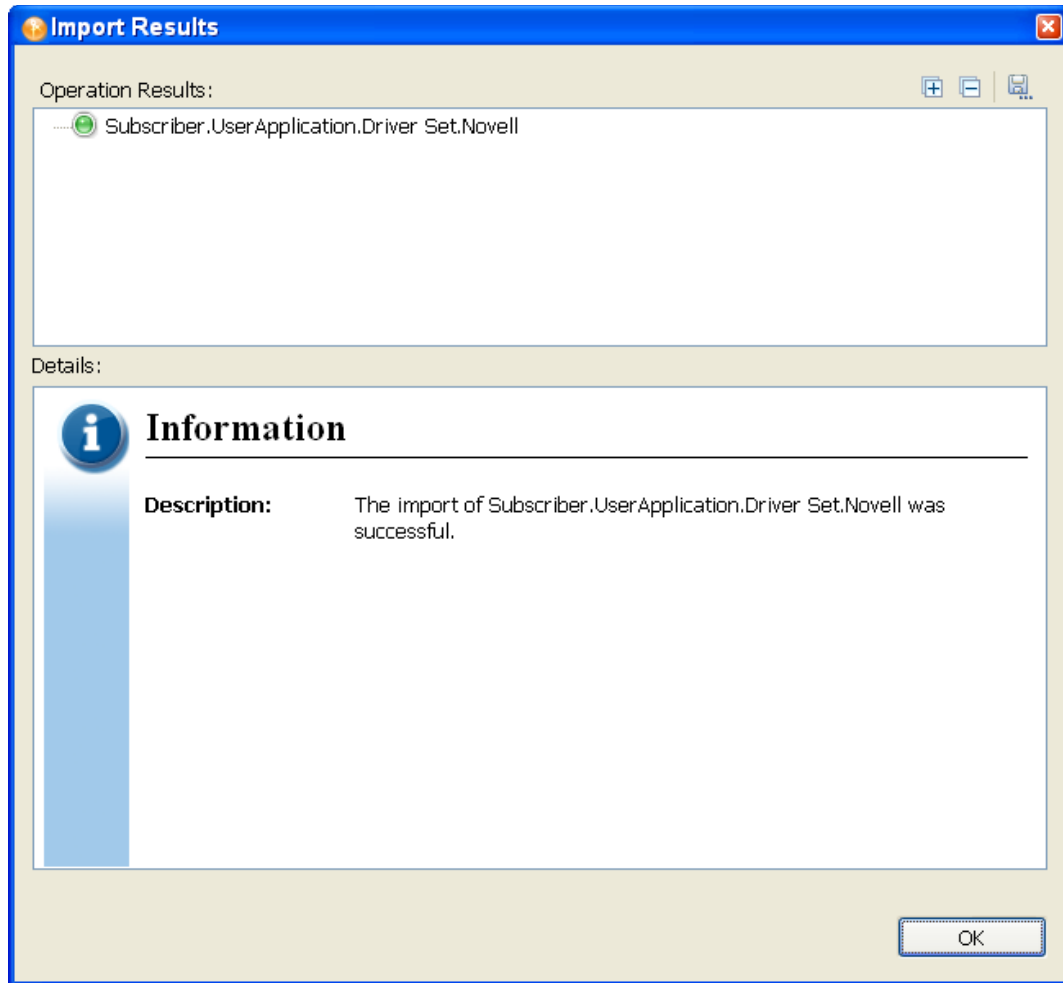 Import Results
Operation Results:
Subscriber.UserApplication.Driver Set.Novell
Details:
Information
Description: The import of Subscriber.UserApplication.Driver Set.Novell was
successful.
OK